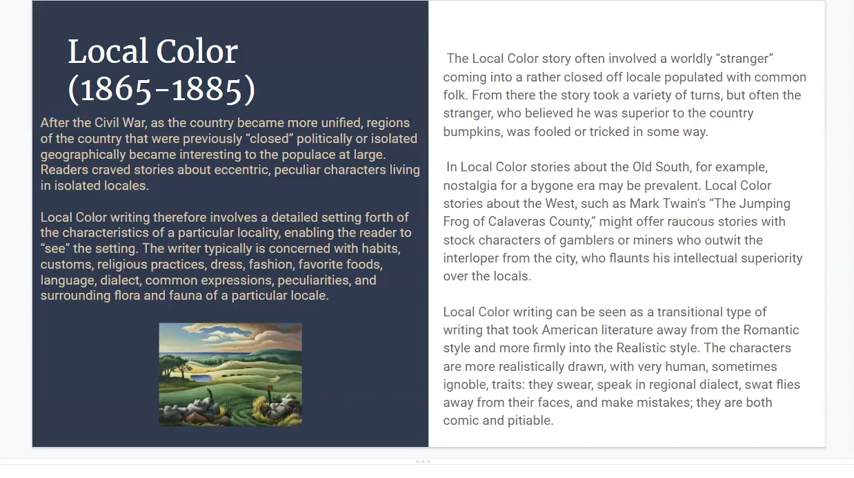 Local Color
(1865-1885)
After the Civil War, as the country became more unified, regions
of the country that were previously “closed” politically or isolated
geographically became interesting to the populace at large.
Readers craved stories about eccentric, peculiar characters living
in isolated locales.
Local Color writing therefore involves a detailed setting forth of
the characteristics of a particular locality, enabling the reader to
“see” the setting. The writer typically is concerned with habits,
customs, religious practices, dress, fashion, favorite foods,
language, dialect, common expressions, peculiarities, and
surrounding flora and fauna of a particular locale.
The Local Color story often involved a worldly “stranger”
coming into a rather closed off locale populated with common
folk. From there the story took a variety of turns, but often the
stranger, who believed he was superior to the country
bumpkins, was fooled or tricked in some way.
In Local Color stories about the Old South, for example,
nostalgia for a bygone era may be prevalent. Local Color
stories about the West, such as Mark Twain’s “The Jumping
Frog of Calaveras County,” might offer raucous stories with
stock characters of gamblers or miners who outwit the
interloper from the city, who flaunts his intellectual superiority
over the locals.
Local Color writing can be seen as a transitional type of
writing that took American literature away from the Romantic
style and more firmly into the Realistic style. The characters
are more realistically drawn, with very human, sometimes
ignoble, traits: they swear, speak in regional dialect, swat flies
away from their faces, and make mistakes; they are both
comic and pitiable.